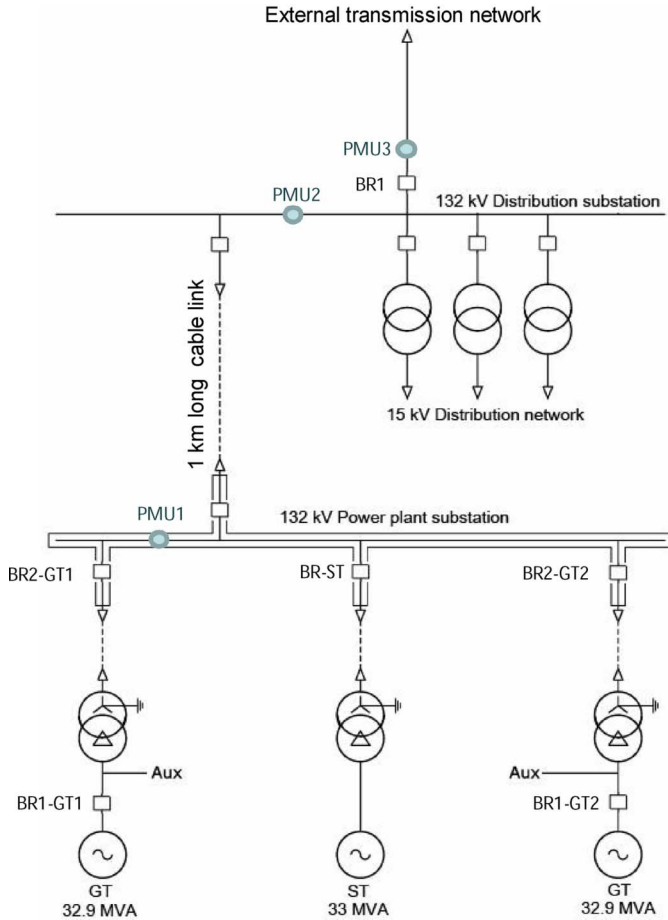 External transmission network
PMU3
BR1
PMU2
132 kV Distribution substation
1 km long cable link
15 kV Distribution network
PMU1
132 kV Power plant substation
BR2-GT1
BR-ST
BR2-GT2
Aux
Aux
BR1-GT1
BR1-GT2
GT
32.9 MVA
ST
33 MVA
GT
32.9 MVA